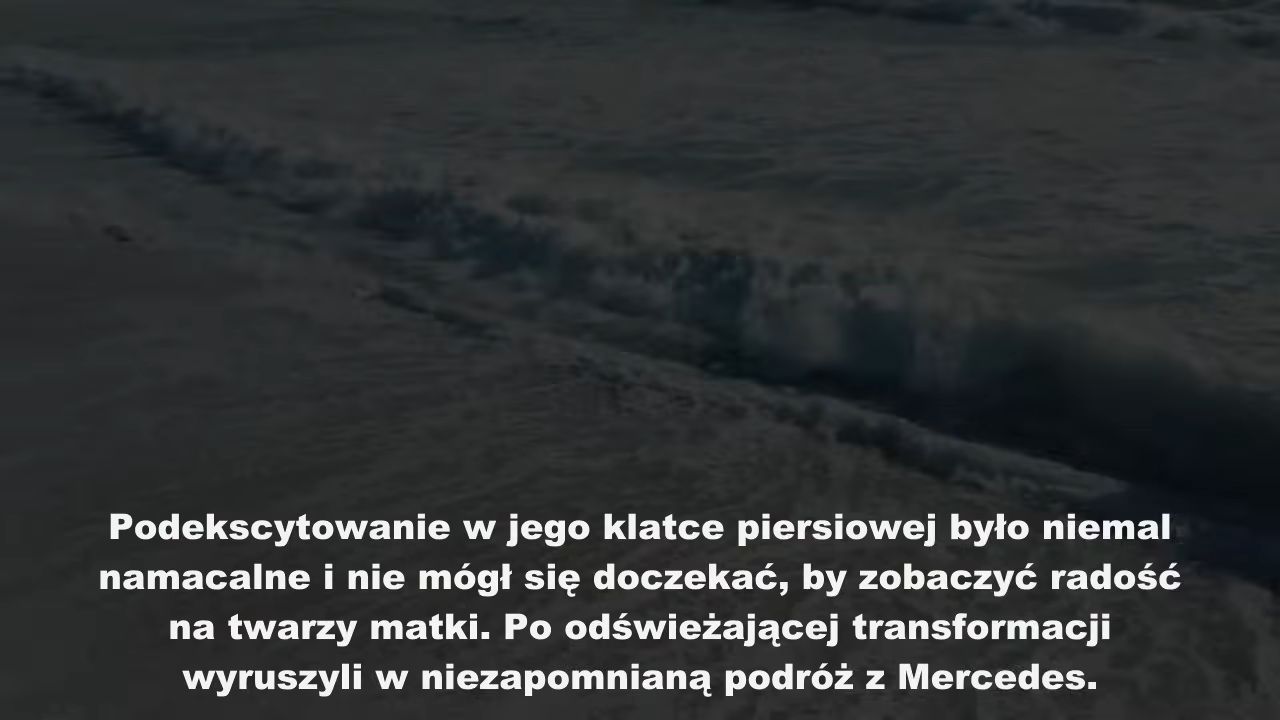 Podekscytowanie w jego klatce piersiowej było niemal
namacalne i nie mógł się doczekać, by zobaczyć radość
na twarzy matki. Po odświeżającej transformacji
wyruszyli w niezapomnianą podróż z Mercedes.